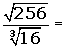 √256 / ∛16 =